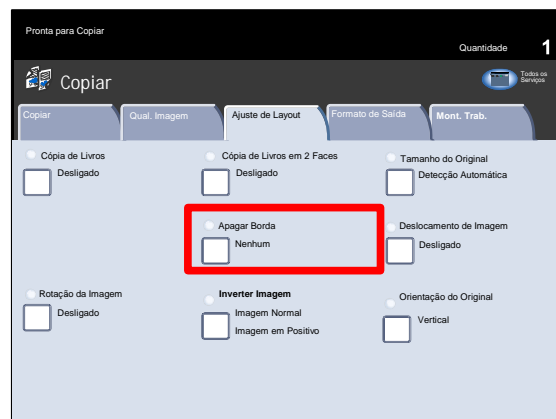 Pronta para Copiar
Quantidade 1
Copiar
Todos os
Serviços
Copiar
Qual. Imagem
Ajuste de Layout
Formato de Saída
Mont. Trab.
Cópia de Livros
Desligado
Cópia de Livros em 2 Faces
Desligado
Tamanho do Original
Detecção Automática
Apagar Borda
Nenhum
Deslocamento de Imagem
Desligado
Rotação da Imagem
Desligado
Inverter Imagem
Imagem Normal
Imagem em Positivo
Orientação do Original
Vertical